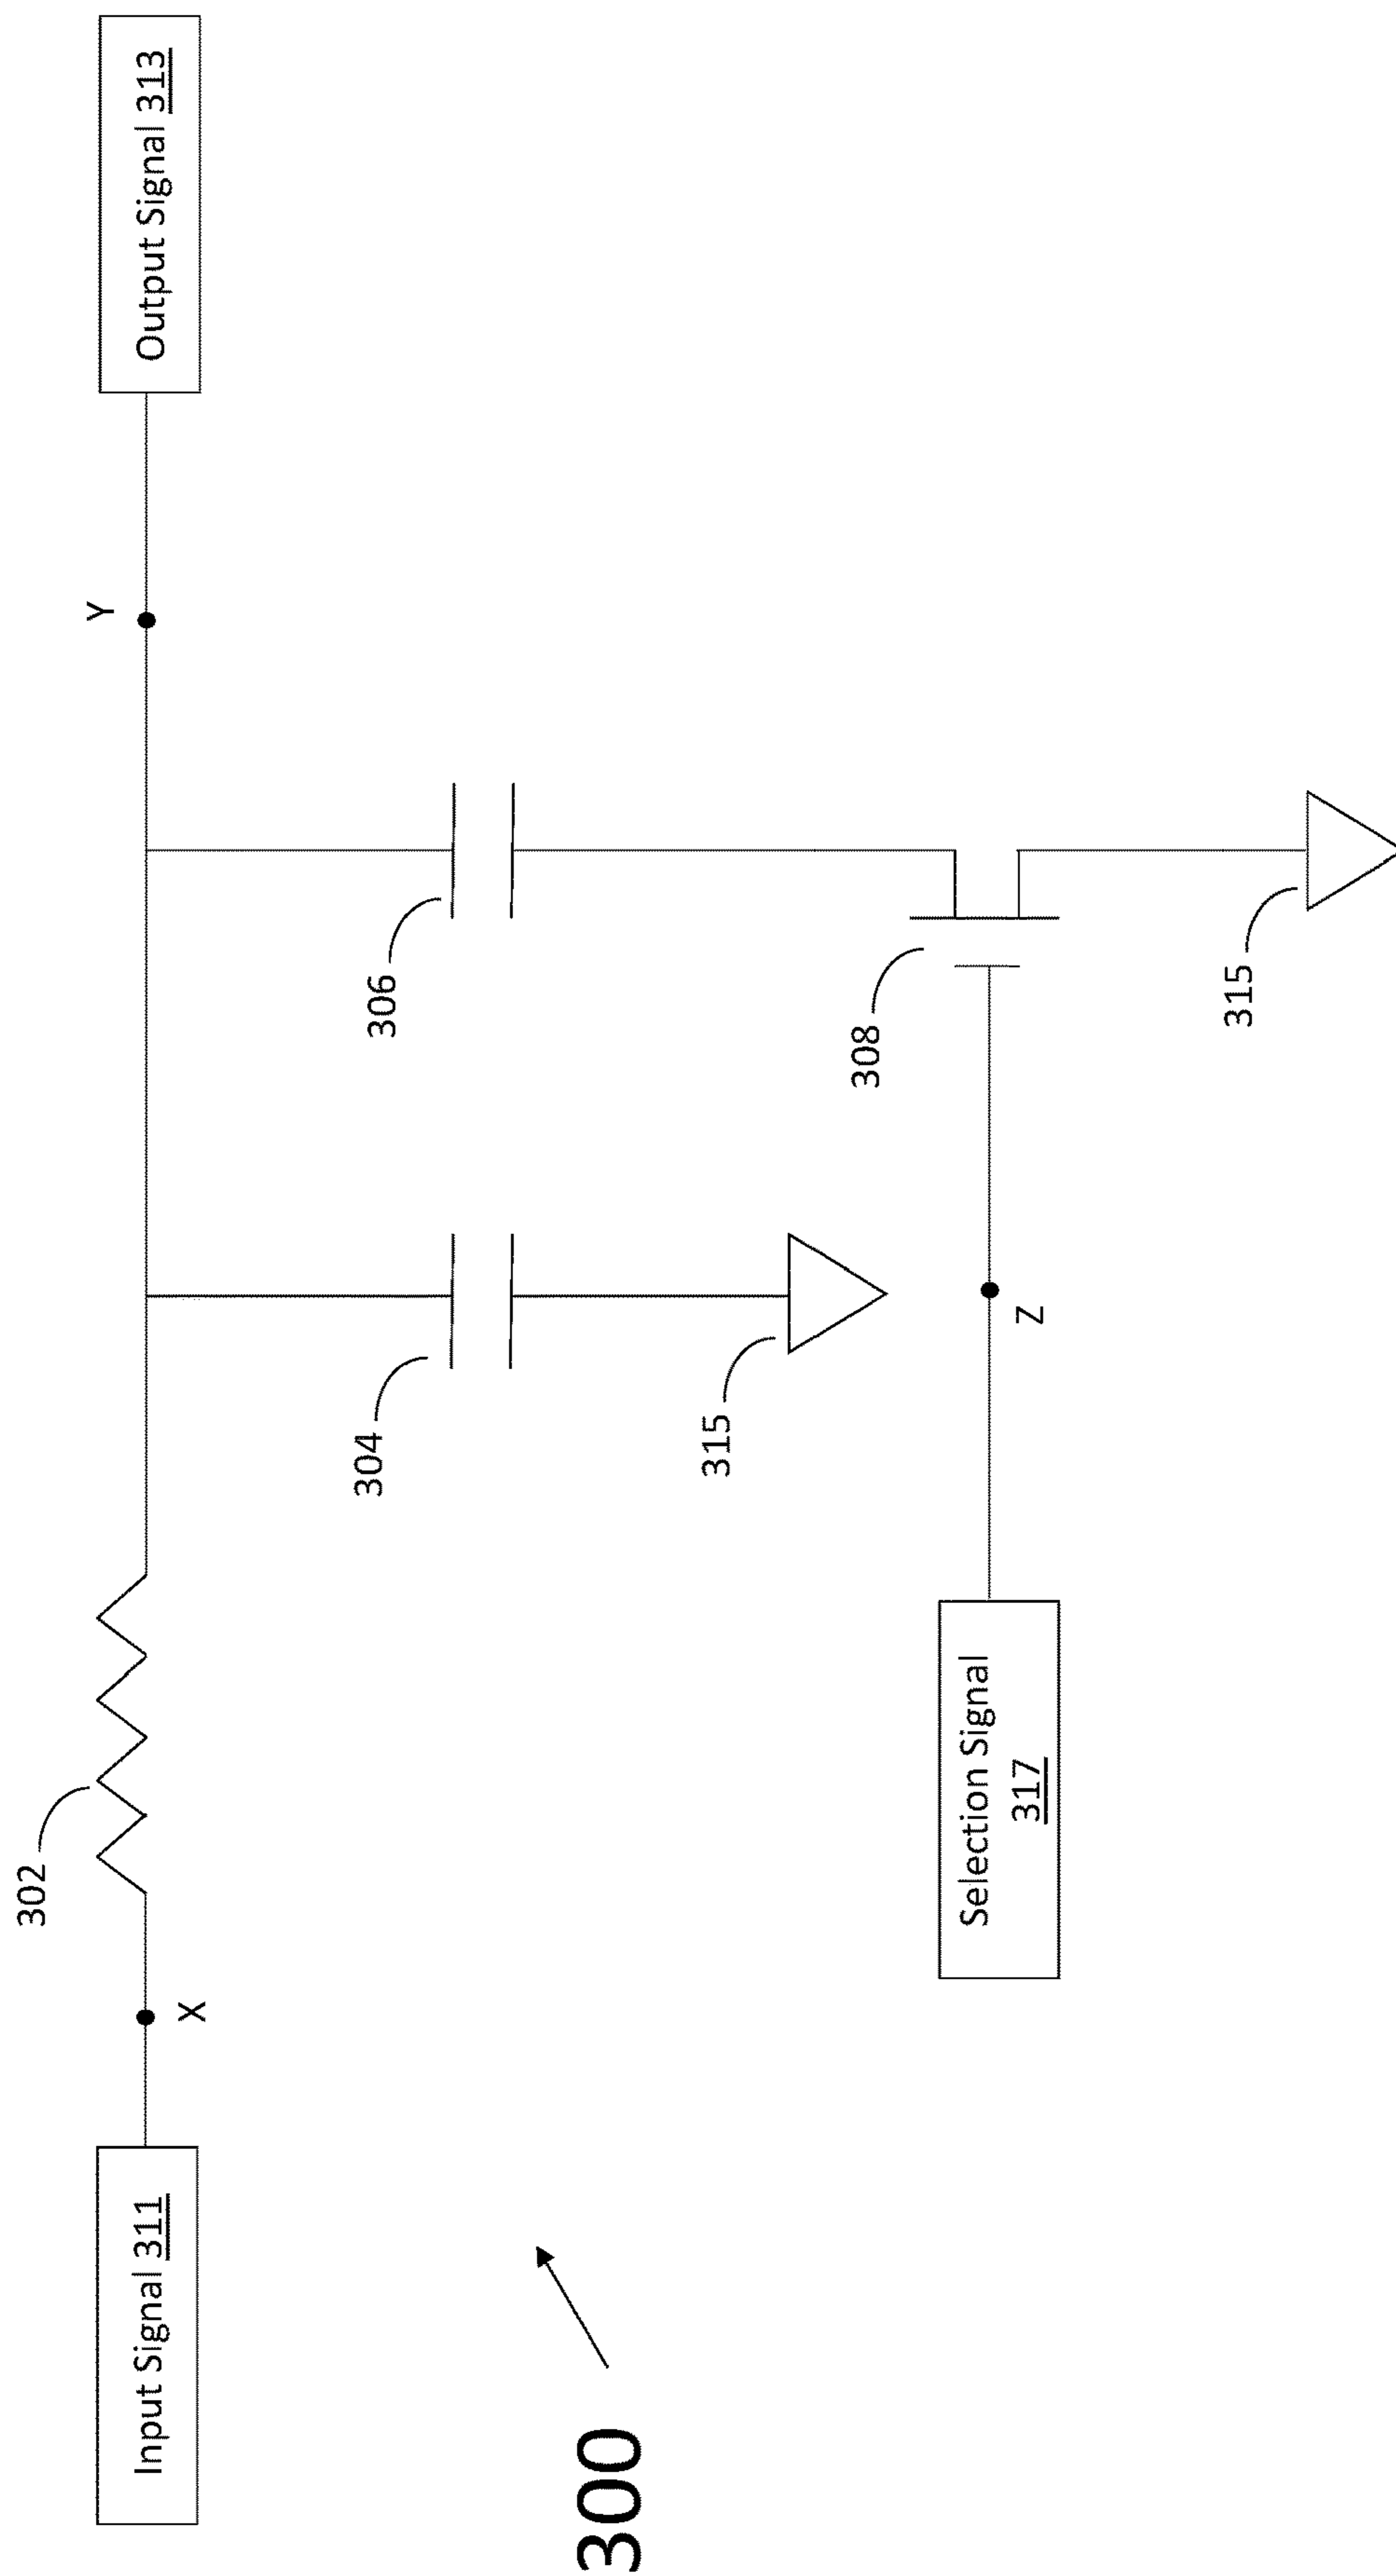 302
Input Signal 311
X
Y
Output Signal 313
304
306
315
308
Selection Signal
317
Z
315
300